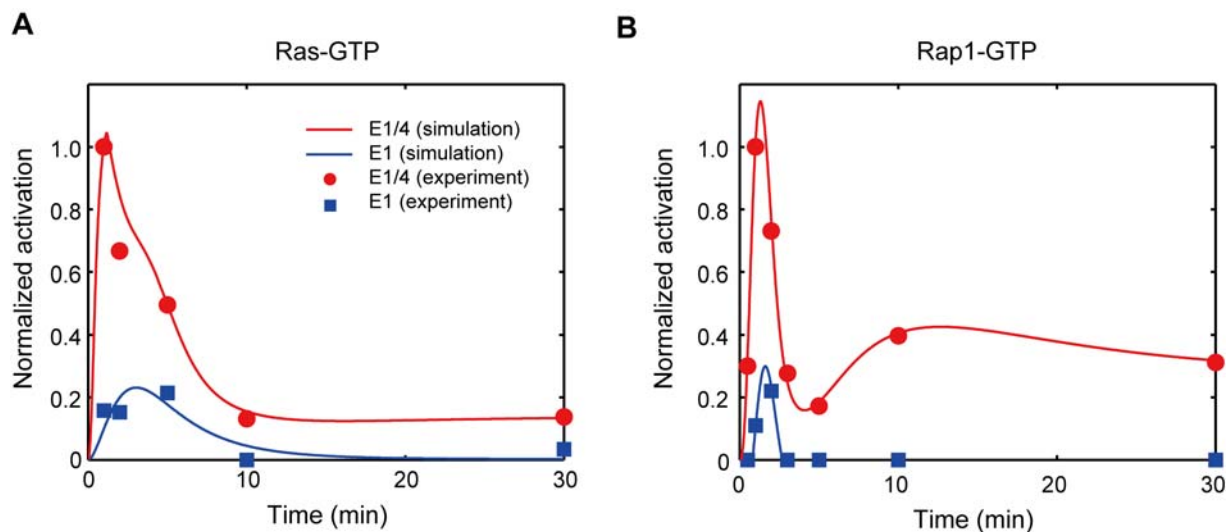 A
Ras-GTP
Normalized activation
1.0
0.8
0.6
0.4
0.2
0
E1/4 (simulation)
E1 (simulation)
E1/4 (experiment)
E1 (experiment)
0 10 20 30
Time (min)
B
Rap1-GTP
Normalized activation
1.0
0.8
0.6
0.4
0.2
0
0 10 20 30
Time (min)